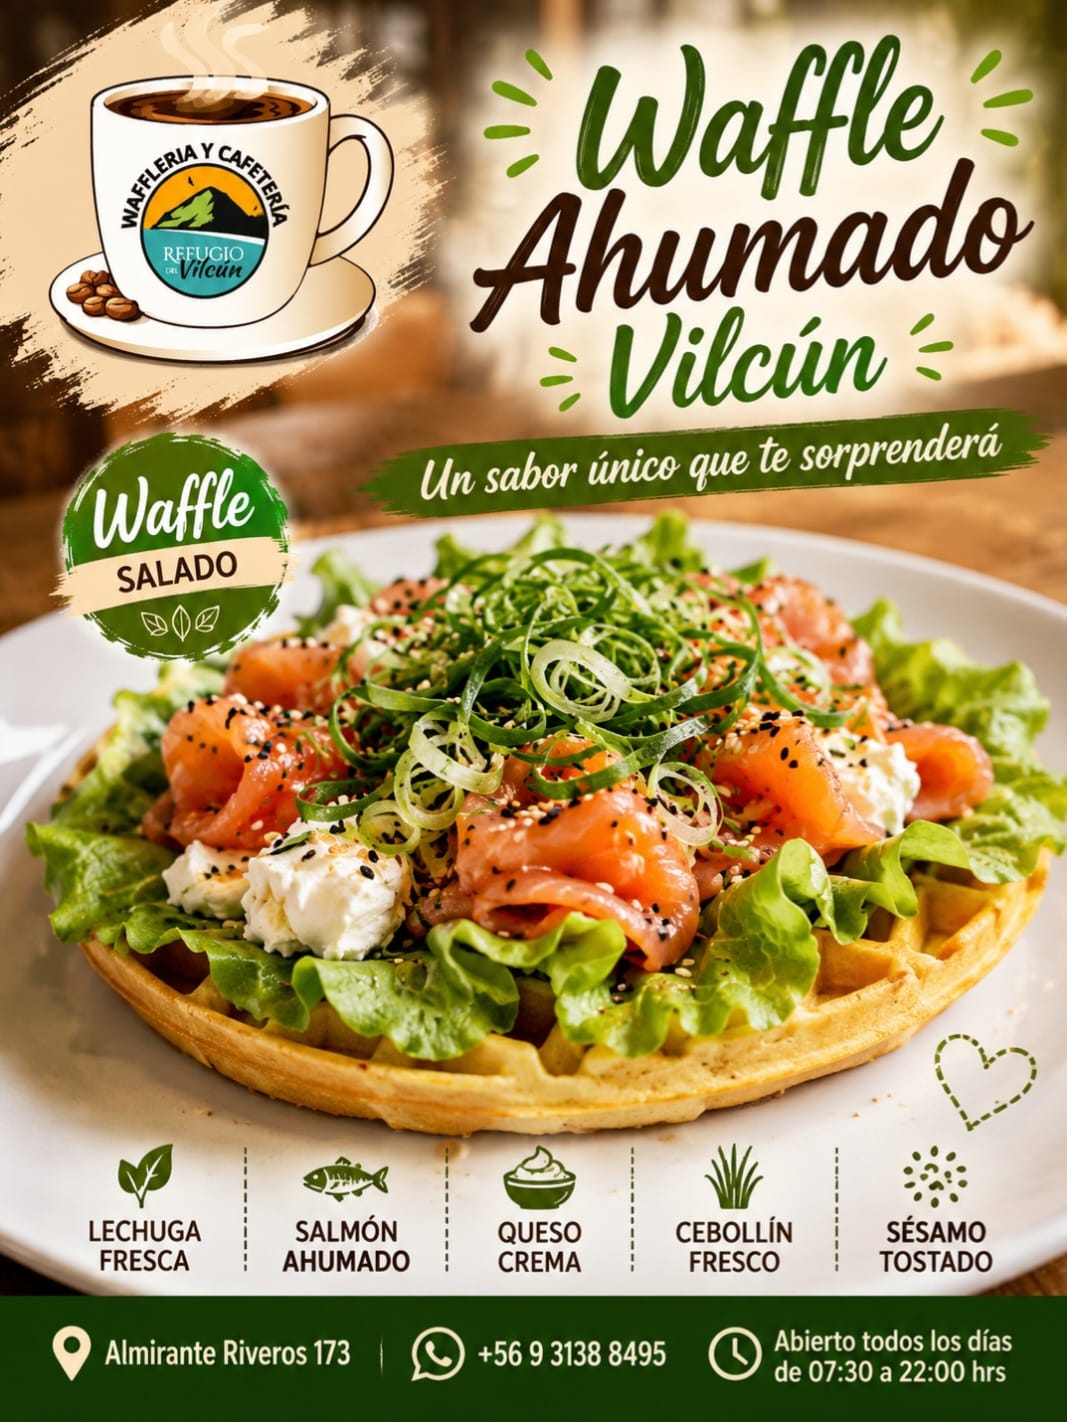 WAFFLERIA Y CAFETERÍA
REFUGIO
DEL Vilcún
Waffle
Ahumado
Vilcún
Un sabor único que te sorprenderá
Waffle
SALADO
LECHUGA
FRESCA
SALMÓN
AHUMADO
QUESO
CREMA
CEBOLLÍN
FRESCO
SÉSAMO
TOSTADO
Almirante Riveros 173
+56 9 3138 8495
Abierto todos los días
de 07:30 a 22:00 hrs